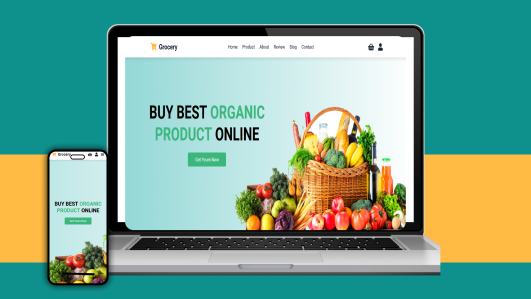 Grocery
Home Product About Review Blog Contact
BUY BEST ORGANIC
PRODUCT ONLINE
Get Yours Now
Grocery
BUY BEST ORGANIC
PRODUCT ONLINE
Get Yours Now